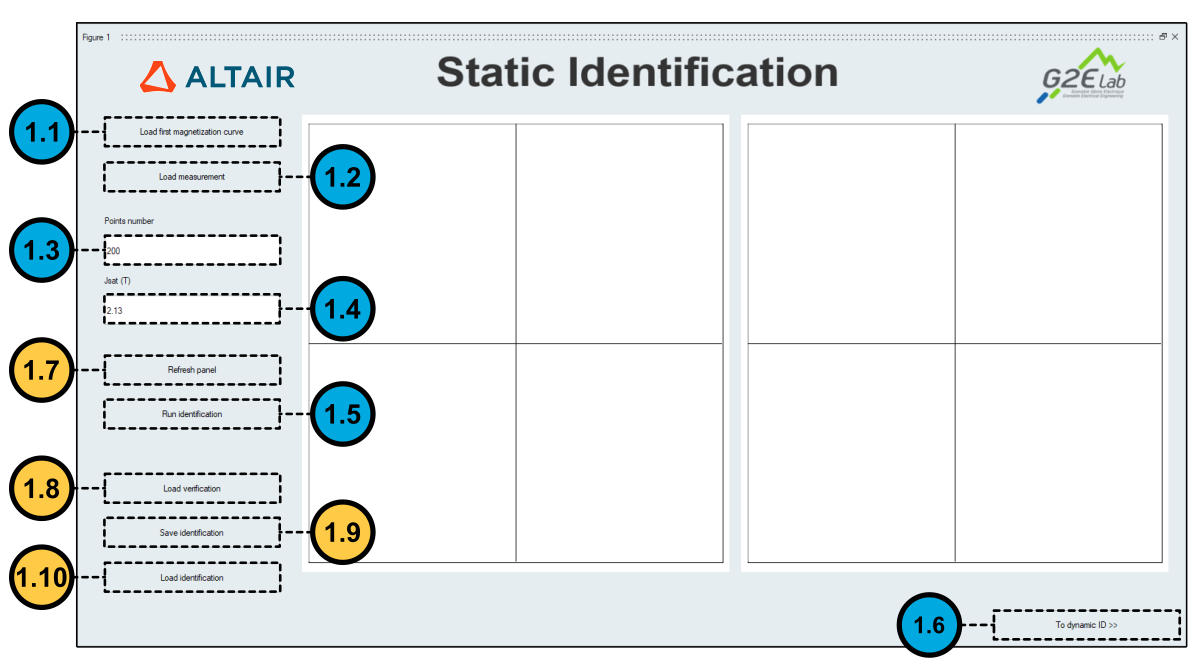 Figure 1
ALTAIR
Static Identification
G2ELab
1.1
Load first magnetization curve
Load measurement
1.2
Points number
1.3
200
Jsat (T)
2.13
1.4
1.7
Refresh panel
Run identification
1.5
1.8
Load verification
Save identification
1.9
1.10
Load identification
1.6
To dynamic ID >>